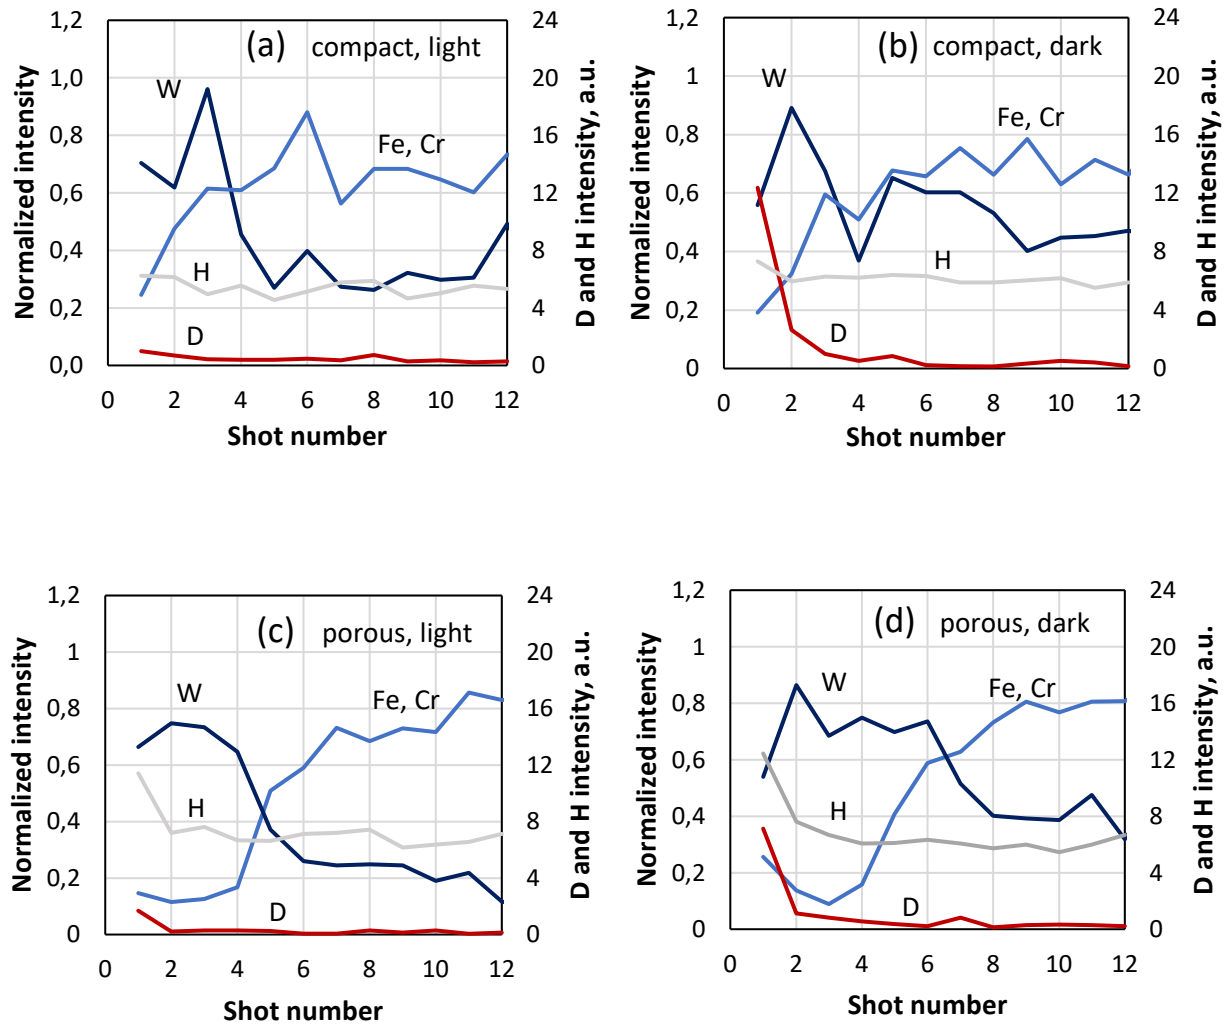 (a) compact, light
Normalized intensity
1,2
1,0
0,8
0,6
0,4
0,2
0,0
W
Fe, Cr
H
D
24
20
16
12
8
4
0
D and H intensity, a.u.
0 2 4 6 8 10 12
Shot number
(b) compact, dark
Normalized intensity
1,2
1
0,8
0,6
0,4
0,2
0
W
Fe, Cr
H
D
24
20
16
12
8
4
0
D and H intensity, a.u.
0 2 4 6 8 10 12
Shot number
(c) porous, light
Normalized intensity
1,2
1
0,8
0,6
0,4
0,2
0
W
Fe, Cr
H
D
24
20
16
12
8
4
0
D and H intensity, a.u.
0 2 4 6 8 10 12
Shot number
(d) porous, dark
Normalized intensity
1,2
1
0,8
0,6
0,4
0,2
0
W
Fe, Cr
H
D
24
20
16
12
8
4
0
D and H intensity, a.u.
0 2 4 6 8 10 12
Shot number